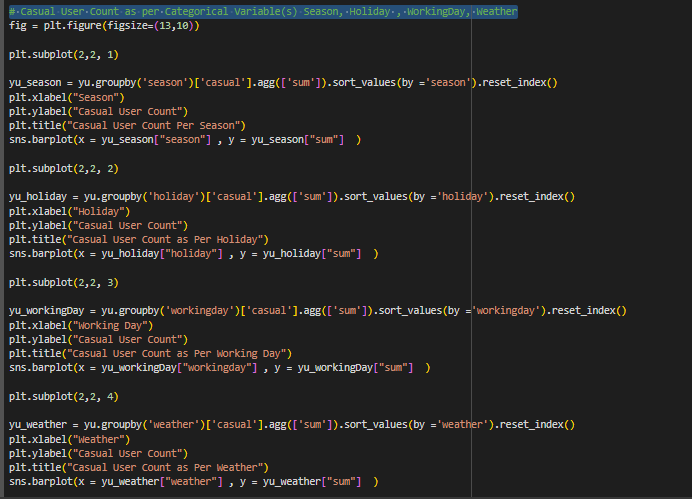 # Casual User Count as per Categorical Variable(s) Season, Holiday , WorkingDay, Weather
fig = plt.figure(figsize=(13,10))
plt.subplot(2,2, 1)
yu_season = yu.groupby('season')['casual'].agg(['sum']).sort_values(by ='season').reset_index()
plt.xlabel("Season")
plt.ylabel("Casual User Count")
plt.title("Casual User Count Per Season")
sns.barplot(x = yu_season["season"] , y = yu_season["sum"]  )
plt.subplot(2,2, 2)
yu_holiday = yu.groupby('holiday')['casual'].agg(['sum']).sort_values(by ='holiday').reset_index()
plt.xlabel("Holiday")
plt.ylabel("Casual User Count")
plt.title("Casual User Count as Per Holiday")
sns.barplot(x = yu_holiday["holiday"] , y = yu_holiday["sum"]  )
plt.subplot(2,2, 3)
yu_workingDay = yu.groupby('workingday')['casual'].agg(['sum']).sort_values(by ='workingday').reset_index()
plt.xlabel("Working Day")
plt.ylabel("Casual User Count")
plt.title("Casual User Count as Per Working Day")
sns.barplot(x = yu_workingDay["workingday"] , y = yu_workingDay["sum"]  )
plt.subplot(2,2, 4)
yu_weather = yu.groupby('weather')['casual'].agg(['sum']).sort_values(by ='weather').reset_index()
plt.xlabel("Weather")
plt.ylabel("Casual User Count")
plt.title("Casual User Count as Per Weather")
sns.barplot(x = yu_weather["weather"] , y = yu_weather["sum"]  )